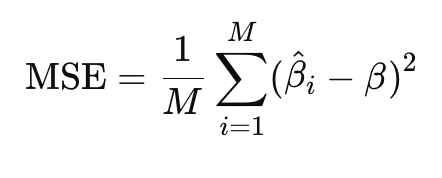 MSE = \frac{1}{M} \sum_{i=1}^{M} (\hat{\beta}_i - \beta)^2